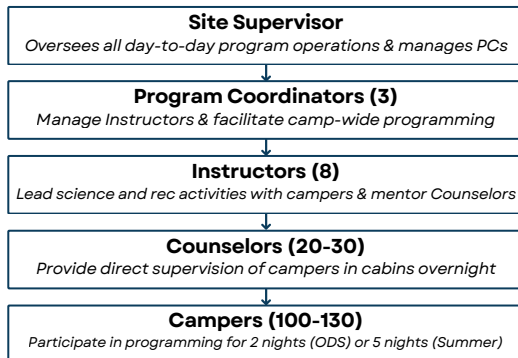 Site Supervisor
Oversees all day-to-day program operations & manages PCs
Program Coordinators (3)
Manage Instructors & facilitate camp-wide programming
Instructors (8)
Lead science and rec activities with campers & mentor Counselors
Counselors (20-30)
Provide direct supervision of campers in cabins overnight
Campers (100-130)
Participate in programming for 2 nights (ODS) or 5 nights (Summer)